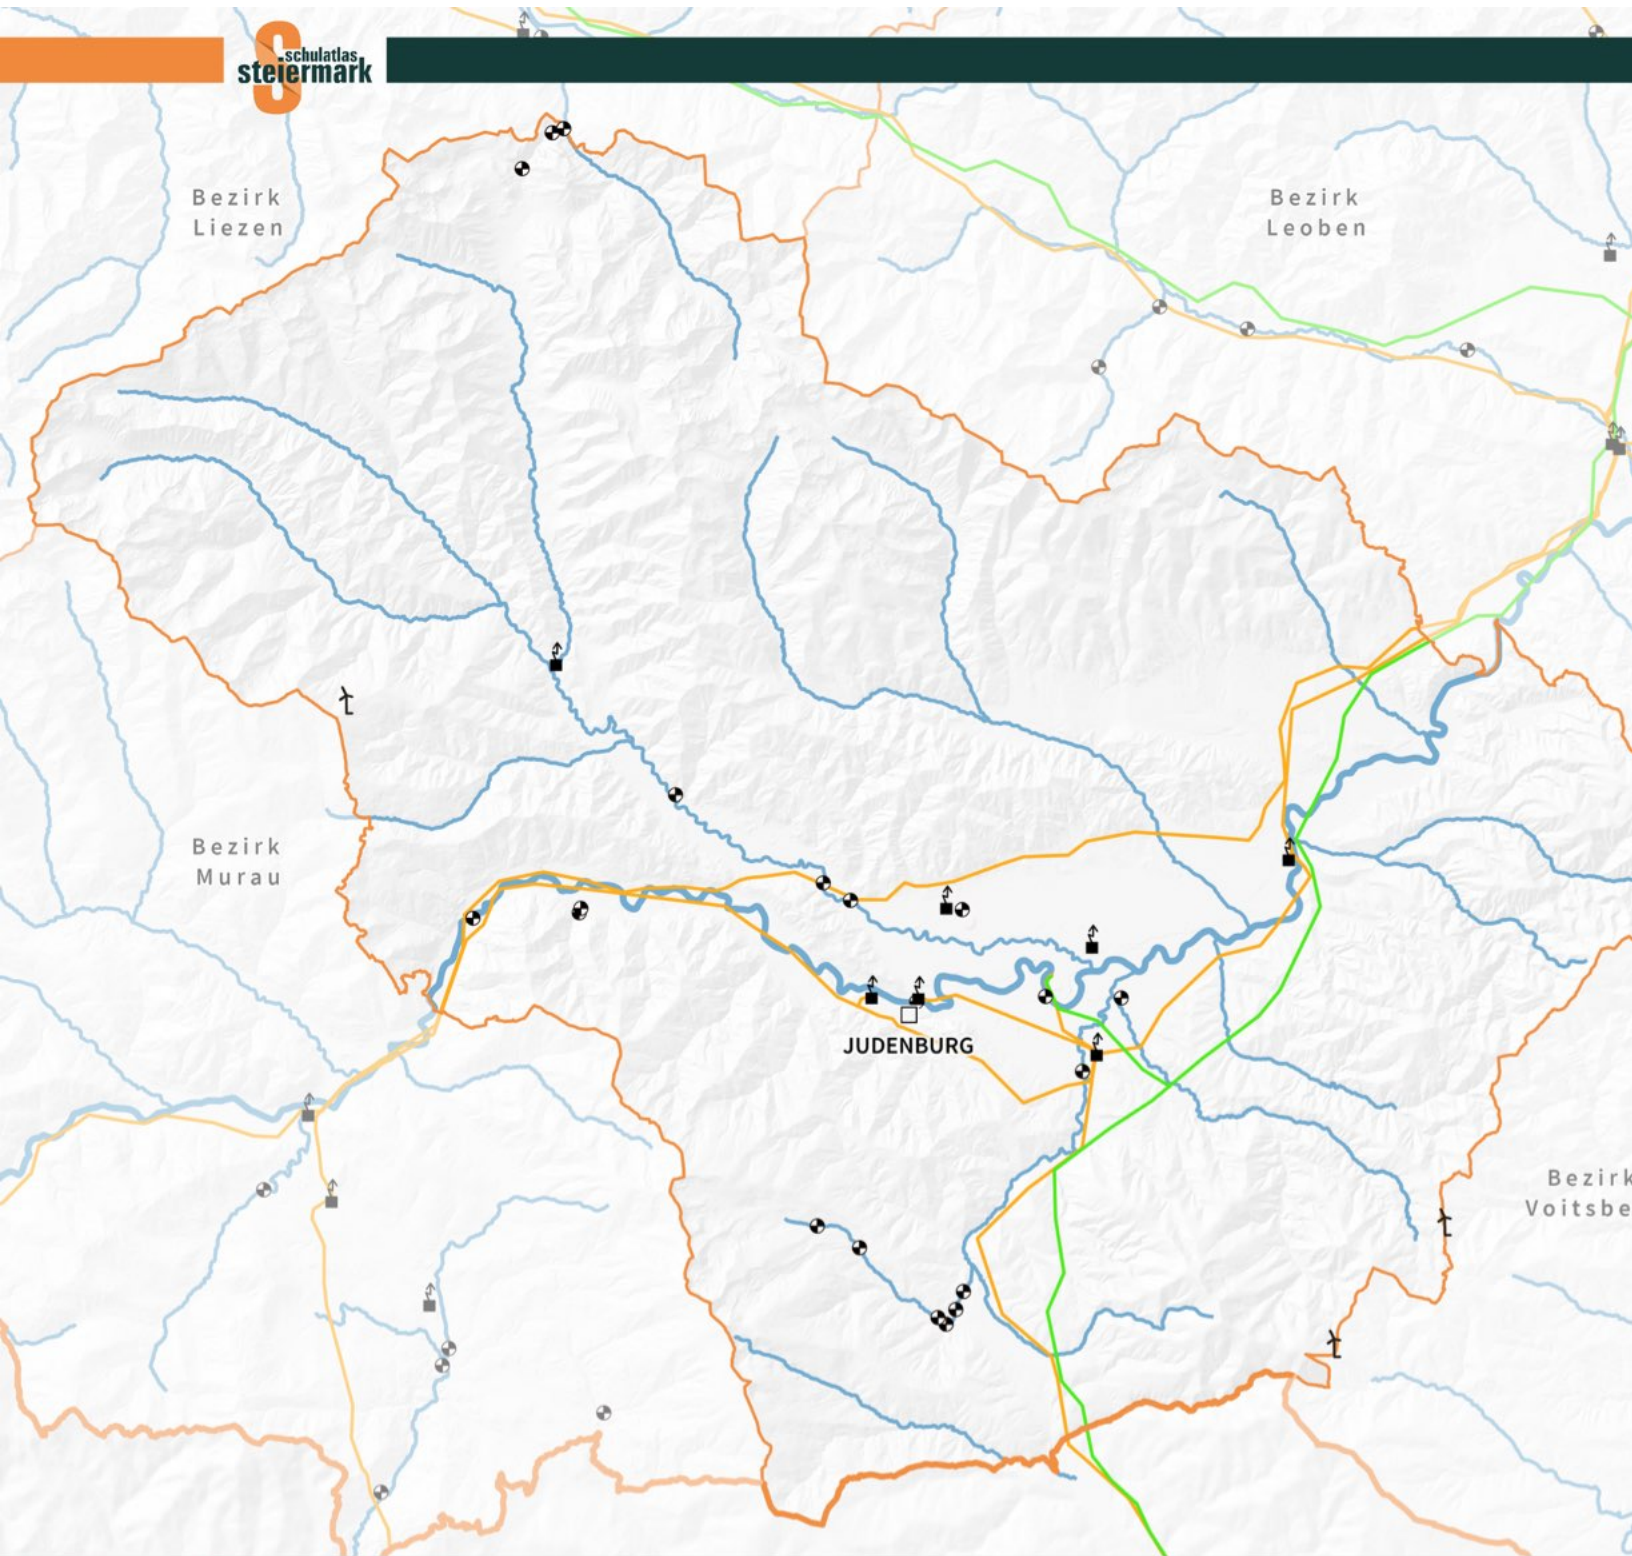 schulatlas
steiermark
Bezirk
Liezen
Bezirk
Leoben
Bezirk
Murau
JUDENBURG
Bezirk
Voitsbe